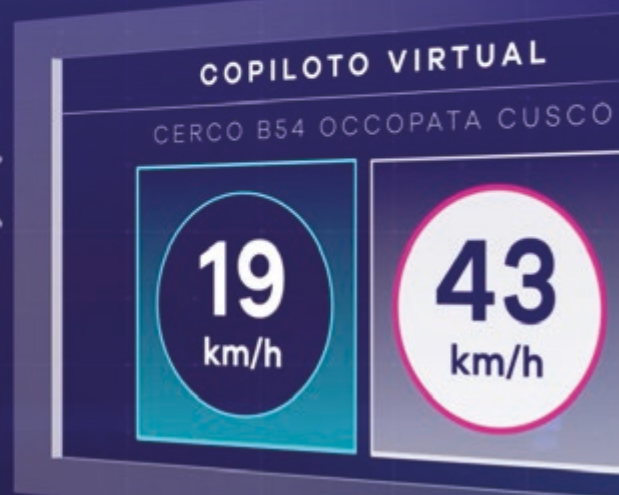 COPILOTO VIRTUAL
CERCO B54 OCCOPATA CUSCO
19
km/h
43
km/h